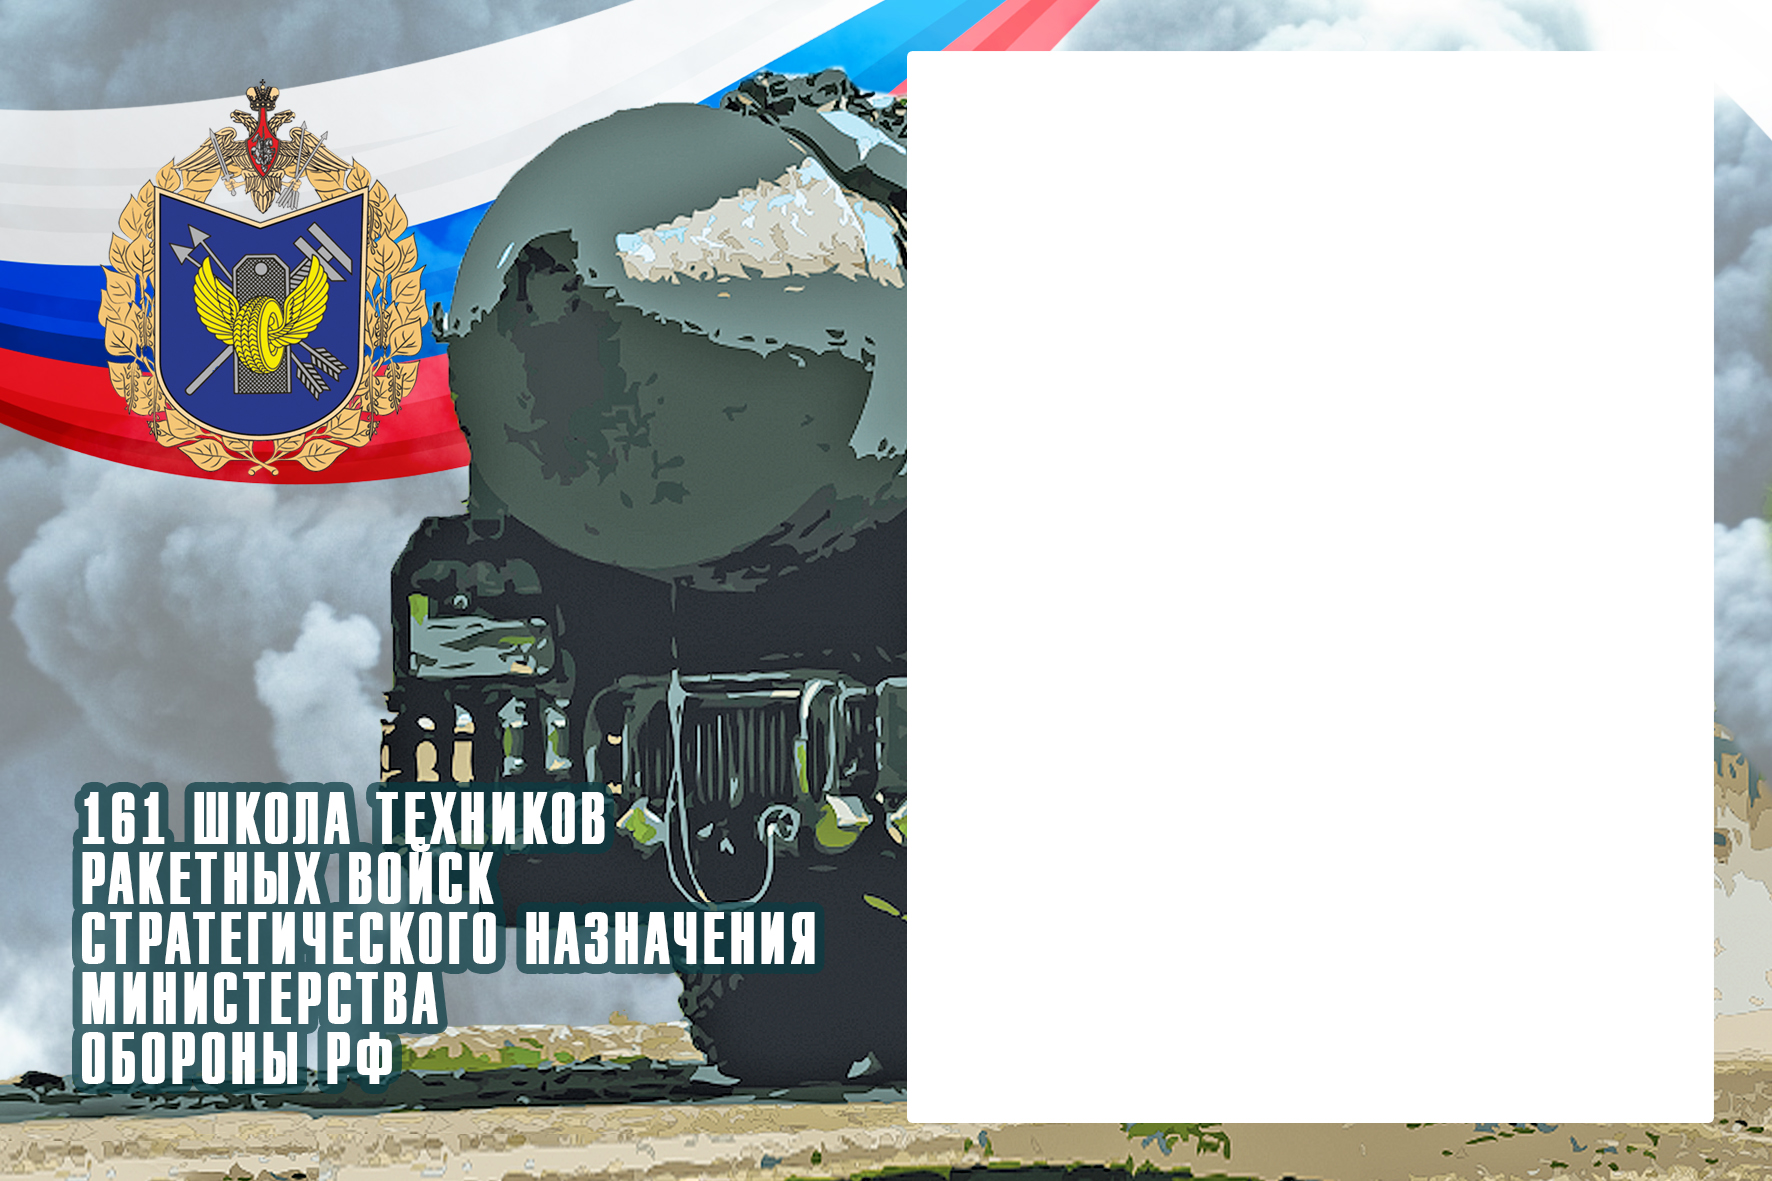 161 ШКОЛА ТЕХНИКОВ
РАКЕТНЫХ ВОЙСК
СТРАТЕГИЧЕСКОГО НАЗНАЧЕНИЯ
МИНИСТЕРСТВА
ОБОРОНЫ РФ